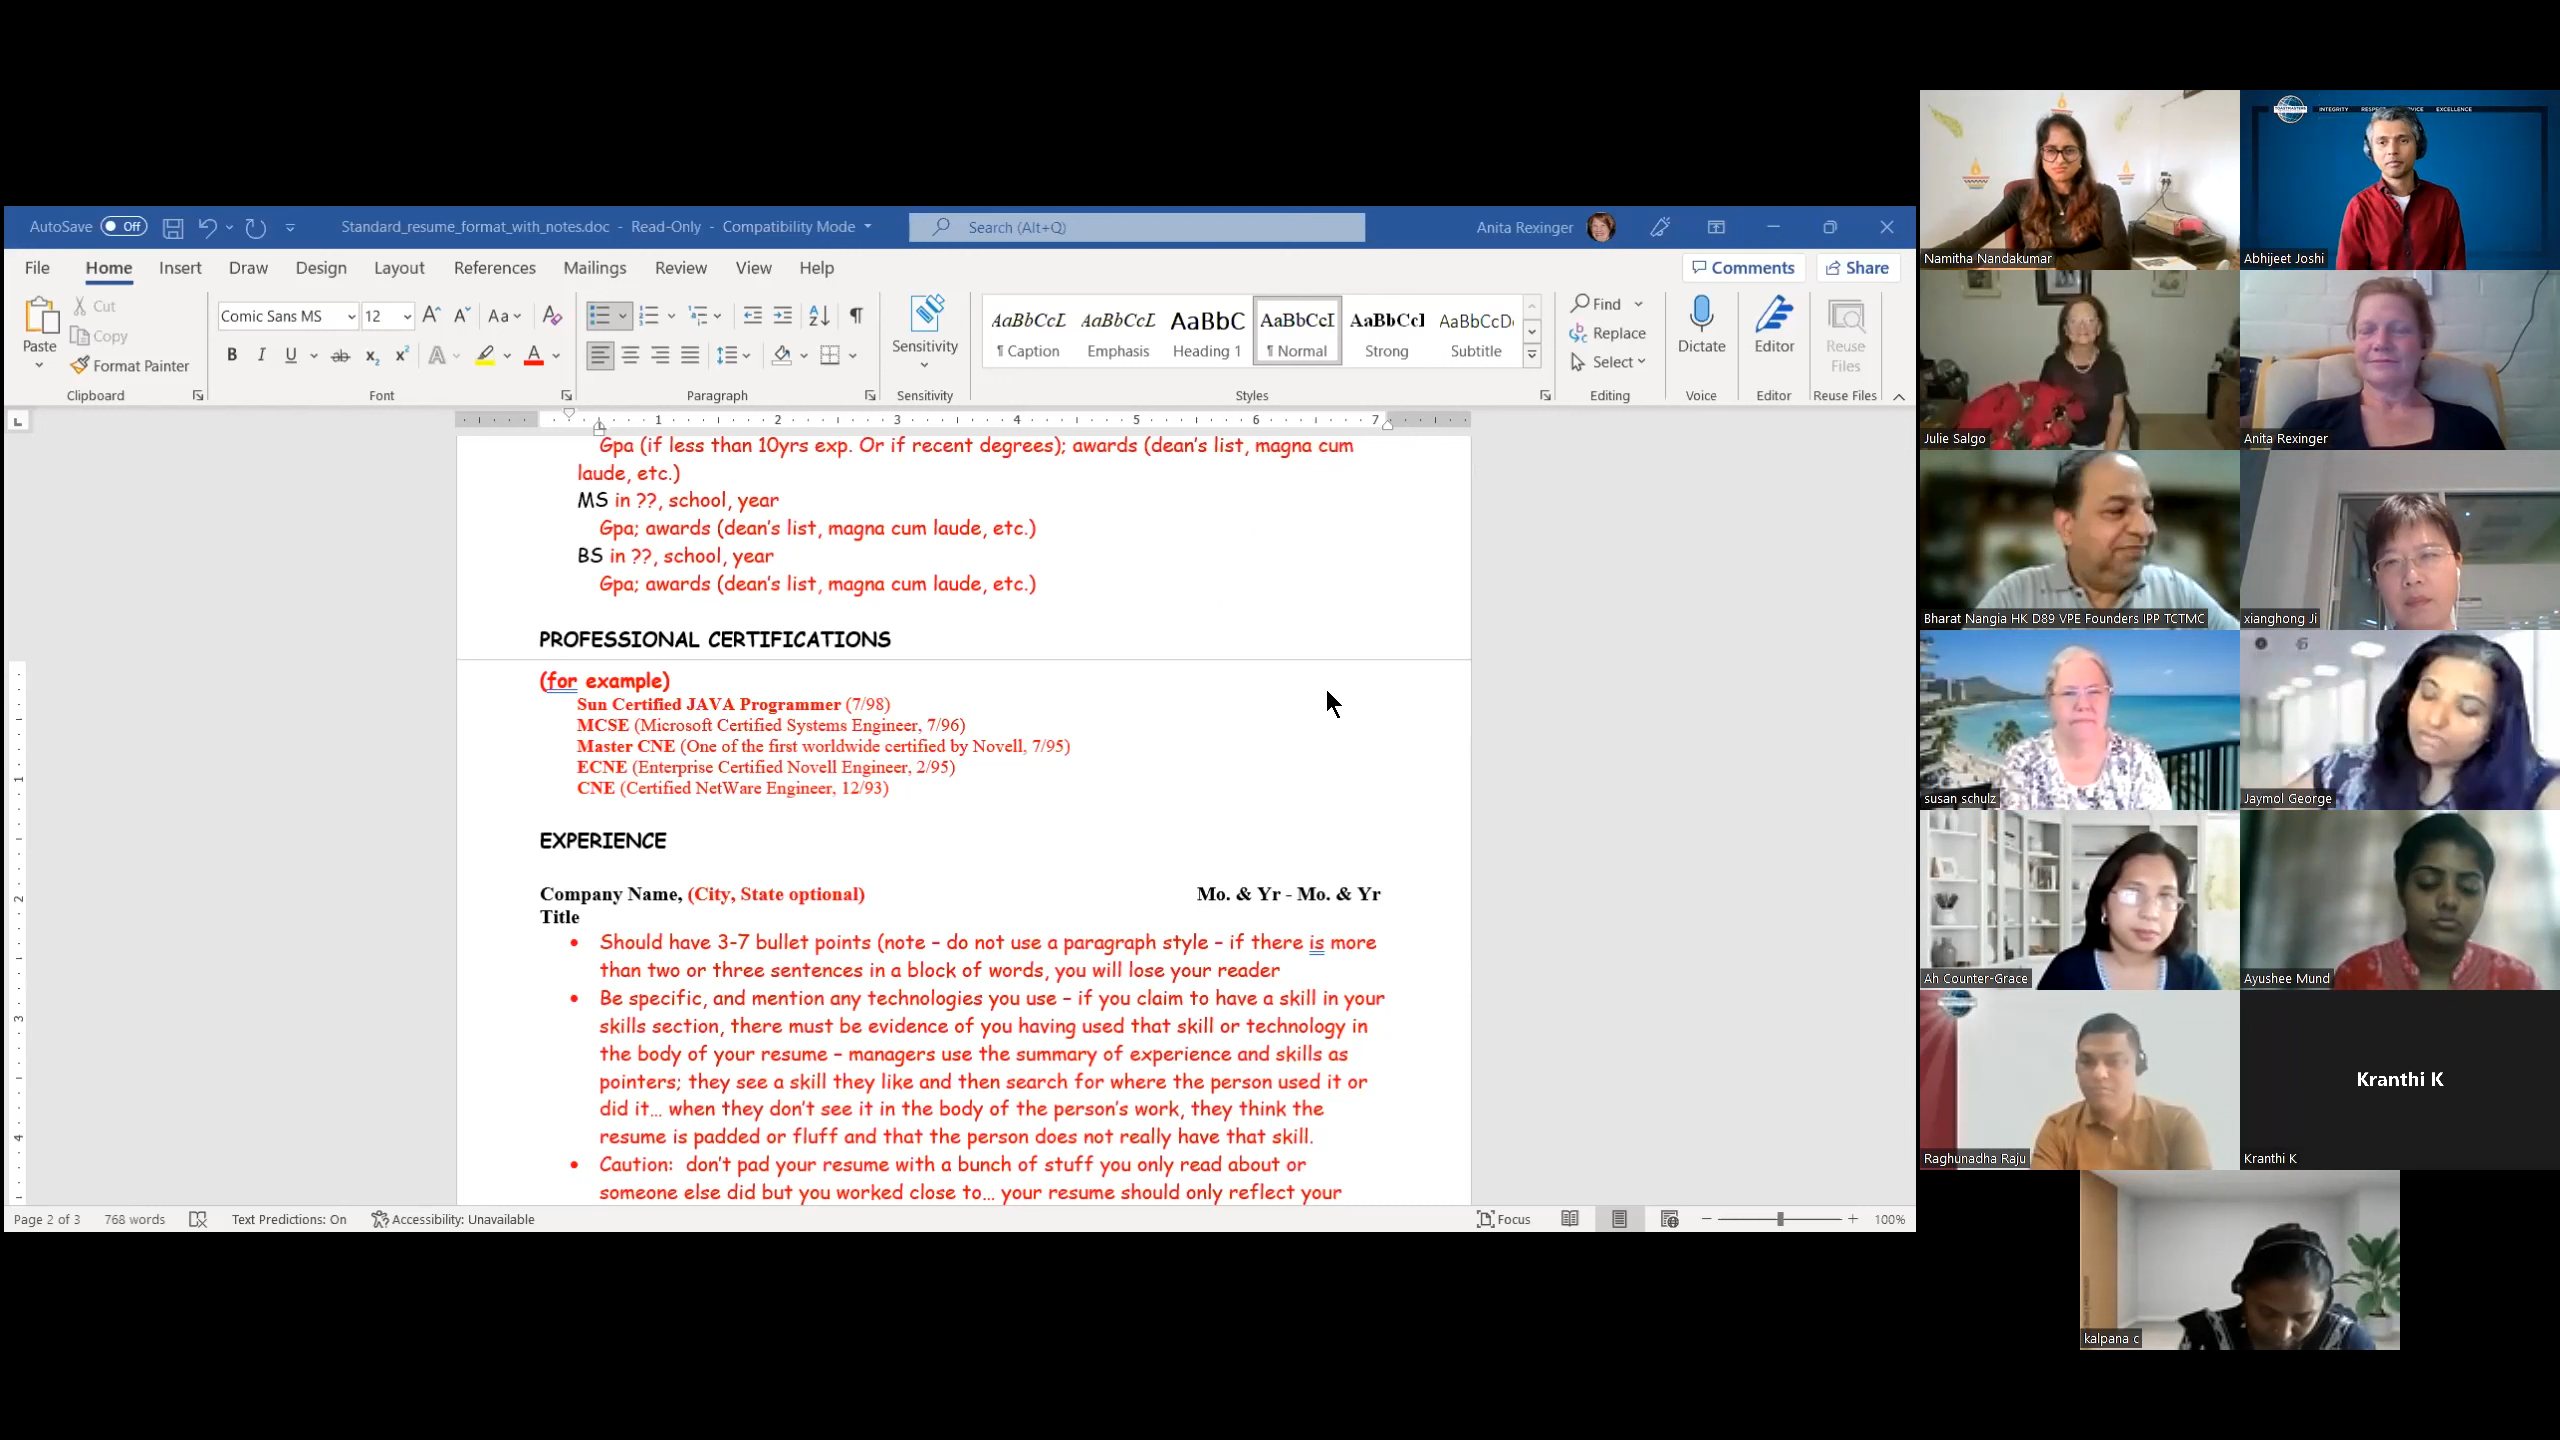 AutoSave Off Standard_resume_format_with_notes.doc - Read-Only - Compatibility Mode Search (Alt+Q) Anita Rexinger
File Home Insert Draw Design Layout References Mailings Review View Help Comments Share
Paste Cut Copy Format Painter
Comic Sans MS 12
Sensitivity
AaBbCcL AaBbCcL AaBbC AaBbCcI AaBbCcI AaBbCcD
¶ Caption Emphasis Heading 1 ¶ Normal Strong Subtitle
Find Replace Select
Dictate Editor Reuse Files
Clipboard Font Paragraph Sensitivity Styles Editing Voice Editor Reuse Files
1 2 3 4 5 6 7
Gpa (if less than 10yrs exp. Or if recent degrees); awards (dean's list, magna cum
laude, etc.)
MS in ??, school, year
Gpa; awards (dean's list, magna cum laude, etc.)
BS in ??, school, year
Gpa; awards (dean's list, magna cum laude, etc.)
PROFESSIONAL CERTIFICATIONS
(for example)
Sun Certified JAVA Programmer (7/98)
MCSE (Microsoft Certified Systems Engineer, 7/96)
Master CNE (One of the first worldwide certified by Novell, 7/95)
ECNE (Enterprise Certified Novell Engineer, 2/95)
CNE (Certified NetWare Engineer, 12/93)
EXPERIENCE
Company Name, (City, State optional) Mo. & Yr - Mo. & Yr
Title
• Should have 3-7 bullet points (note – do not use a paragraph style – if there is more
than two or three sentences in a block of words, you will lose your reader
• Be specific, and mention any technologies you use – if you claim to have a skill in your
skills section, there must be evidence of you having used that skill or technology in
the body of your resume – managers use the summary of experience and skills as
pointers; they see a skill they like and then search for where the person used it or
did it… when they don't see it in the body of the person's work, they think the
resume is padded or fluff and that the person does not really have that skill.
• Caution: don't pad your resume with a bunch of stuff you only read about or
someone else did but you worked close to… your resume should only reflect your
1
2
3
4
Page 2 of 3 768 words Text Predictions: On Accessibility: Unavailable Focus 100%
Namitha Nandakumar
INTEGRITY EXCELLENCE
Abhijeet Joshi
Julie Salgo
Anita Rexinger
Bharat Nangia HK D89 VPE Founders IPP TCTMC
xianghong Ji
susan schulz
Jaymol George
Ah Counter-Grace
Ayushee Mund
Raghunadha Raju
Kranthi K
Kranthi K
kalpana c